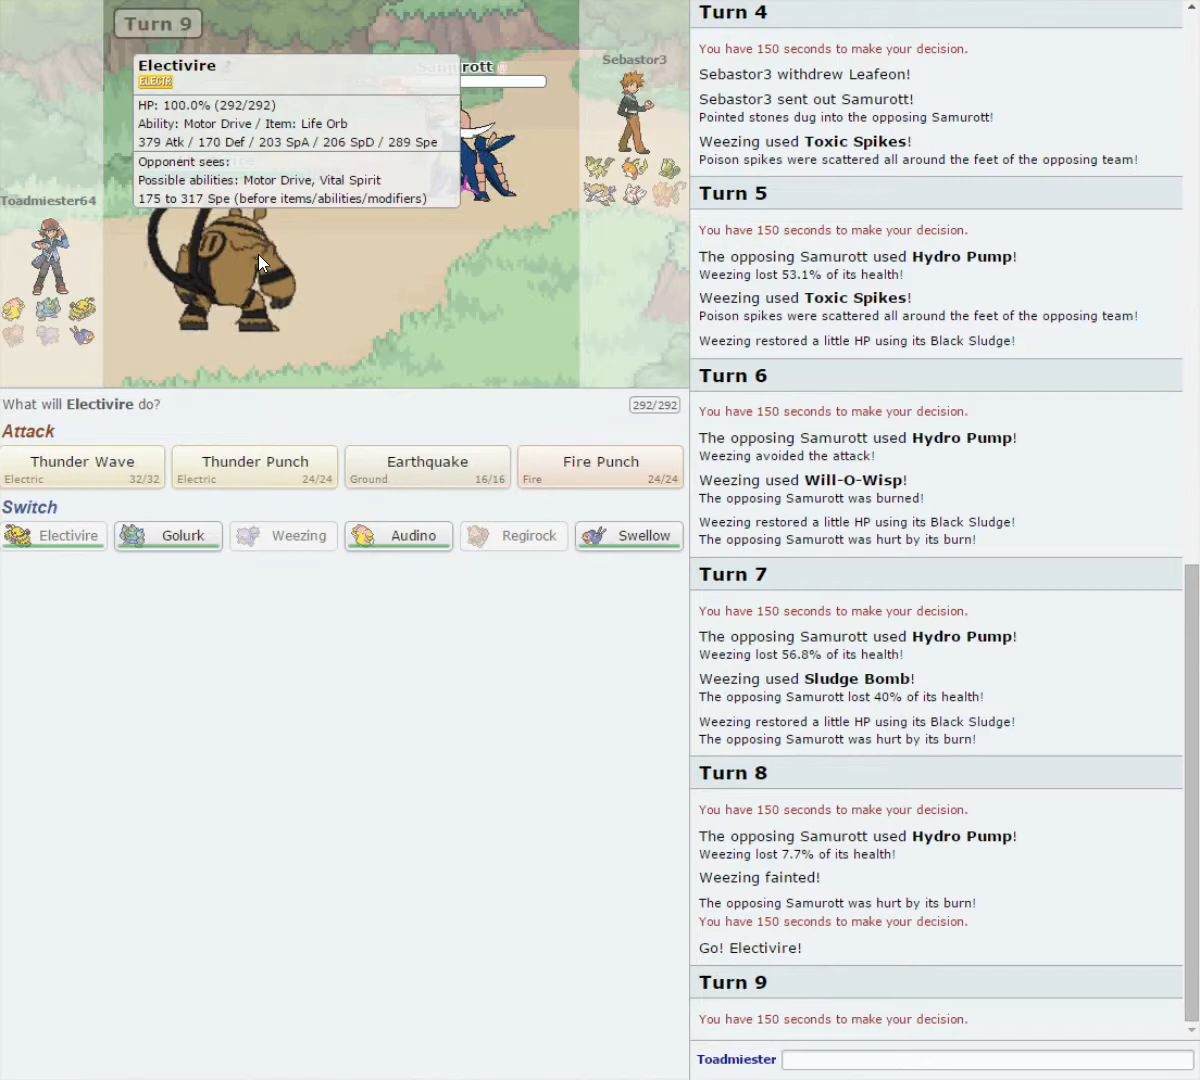 Turn 9
Electivire
ELECTR
HP: 100.0% (292/292)
Ability: Motor Drive / Item: Life Orb
379 Atk / 170 Def / 203 SpA / 206 SpD / 289 Spe
Opponent sees:
Possible abilities: Motor Drive, Vital Spirit
175 to 317 Spe (before items/abilities/modifiers)
Samurott
Sebastor3
Toadmiester64
What will Electivire do?
292/292
Attack
Thunder Wave
Electric 32/32
Thunder Punch
Electric 24/24
Earthquake
Ground 16/16
Fire Punch
Fire 24/24
Switch
Electivire
Golurk
Weezing
Audino
Regirock
Swellow
Turn 4
You have 150 seconds to make your decision.
Sebastor3 withdrew Leafeon!
Sebastor3 sent out Samurott!
Pointed stones dug into the opposing Samurott!
Weezing used Toxic Spikes!
Poison spikes were scattered all around the feet of the opposing team!
Turn 5
You have 150 seconds to make your decision.
The opposing Samurott used Hydro Pump!
Weezing lost 53.1% of its health!
Weezing used Toxic Spikes!
Poison spikes were scattered all around the feet of the opposing team!
Weezing restored a little HP using its Black Sludge!
Turn 6
You have 150 seconds to make your decision.
The opposing Samurott used Hydro Pump!
Weezing avoided the attack!
Weezing used Will-O-Wisp!
The opposing Samurott was burned!
Weezing restored a little HP using its Black Sludge!
The opposing Samurott was hurt by its burn!
Turn 7
You have 150 seconds to make your decision.
The opposing Samurott used Hydro Pump!
Weezing lost 56.8% of its health!
Weezing used Sludge Bomb!
The opposing Samurott lost 40% of its health!
Weezing restored a little HP using its Black Sludge!
The opposing Samurott was hurt by its burn!
Turn 8
You have 150 seconds to make your decision.
The opposing Samurott used Hydro Pump!
Weezing lost 7.7% of its health!
Weezing fainted!
The opposing Samurott was hurt by its burn!
You have 150 seconds to make your decision.
Go! Electivire!
Turn 9
You have 150 seconds to make your decision.
Toadmiester